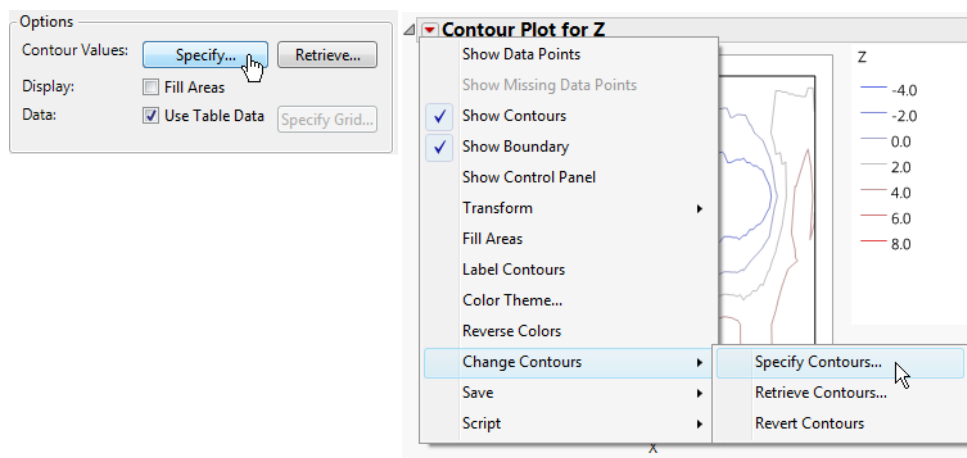 Options
Contour Values: Specify... Retrieve...
Display: Fill Areas
Data: Use Table Data Specify Grid...
Contour Plot for Z
Show Data Points
Show Missing Data Points
Show Contours
Show Boundary
Show Control Panel
Transform
Fill Areas
Label Contours
Color Theme...
Reverse Colors
Change Contours
Save
Script
Specify Contours...
Retrieve Contours...
Revert Contours
Z
-4.0
-2.0
0.0
2.0
4.0
6.0
8.0
X